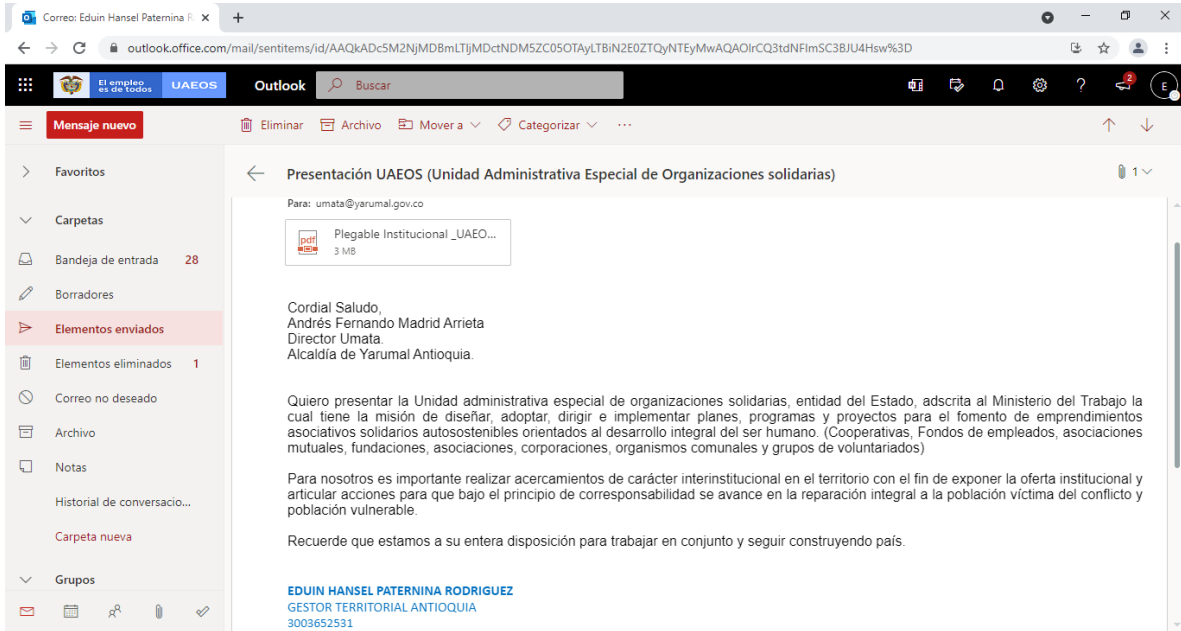 Correo: Eduin Hansel Paternina R
outlook.office.com/mail/sentitems/id/AAQkADc5M2NjMDBmLTIjMDctNDM5ZC05OTAyLTBiN2E0ZTQyNTEyMwAQAOIrCQ3tdNFImSC3BJU4Hsw%3D
El empleo
es de todos
UAEOS
Outlook
Buscar
2
E
Mensaje nuevo
Eliminar
Archivo
Mover a
Categorizar
Favoritos
Presentación UAEOS (Unidad Administrativa Especial de Organizaciones solidarias)
1
Carpetas
Bandeja de entrada 28
Borradores
Elementos enviados
Elementos eliminados 1
Correo no deseado
Archivo
Notas
Historial de conversacio...
Carpeta nueva
Grupos
Para: umata@yarumal.gov.co
pdf
Plegable Institucional _UAEO...
3 MB
Cordial Saludo,
Andrés Fernando Madrid Arrieta
Director Umata.
Alcaldía de Yarumal Antioquia.
Quiero presentar la Unidad administrativa especial de organizaciones solidarias, entidad del Estado, adscrita al Ministerio del Trabajo la
cual tiene la misión de diseñar, adoptar, dirigir e implementar planes, programas y proyectos para el fomento de emprendimientos
asociativos solidarios autosostenibles orientados al desarrollo integral del ser humano. (Cooperativas, Fondos de empleados, asociaciones
mutuales, fundaciones, asociaciones, corporaciones, organismos comunales y grupos de voluntariados)
Para nosotros es importante realizar acercamientos de carácter interinstitucional en el territorio con el fin de exponer la oferta institucional y
articular acciones para que bajo el principio de corresponsabilidad se avance en la reparación integral a la población víctima del conflicto y
población vulnerable.
Recuerde que estamos a su entera disposición para trabajar en conjunto y seguir construyendo país.
EDUIN HANSEL PATERNINA RODRIGUEZ
GESTOR TERRITORIAL ANTIOQUIA
3003652531